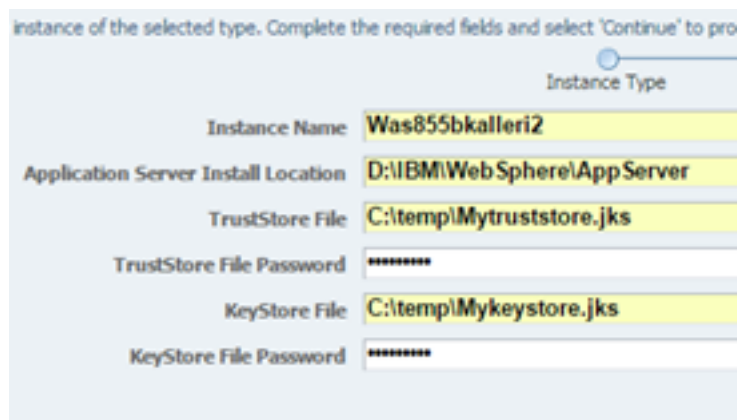 instance of the selected type. Complete the required fields and select 'Continue' to pro
Instance Type
Instance Name Was855bkalleri2
Application Server Install Location D:\IBM\WebSphere\AppServer
TrustStore File C:\temp\Mytruststore.jks
TrustStore File Password •••••••••
KeyStore File C:\temp\Mykeystore.jks
KeyStore File Password •••••••••